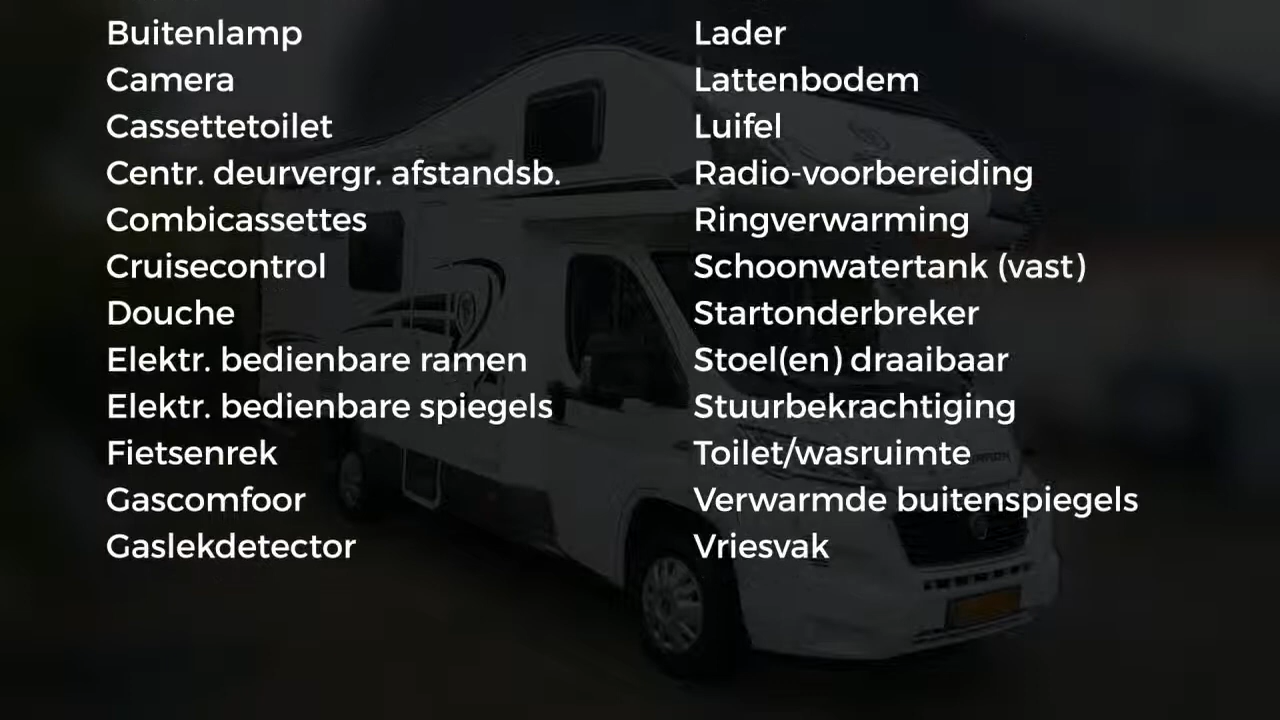 Buitenlamp
Camera
Cassettetoilet
Centr. deurvergr. afstandsb.
Combicassettes
Cruisecontrol
Douche
Elektr. bedienbare ramen
Elektr. bedienbare spiegels
Fietsenrek
Gascomfoor
Gaslekdetector
Lader
Lattenbodem
Luifel
Radio-voorbereiding
Ringverwarming
Schoonwatertank (vast)
Startonderbreker
Stoel(en) draaibaar
Stuurbekrachtiging
Toilet/wasruimte
Verwarmde buitenspiegels
Vriesvak